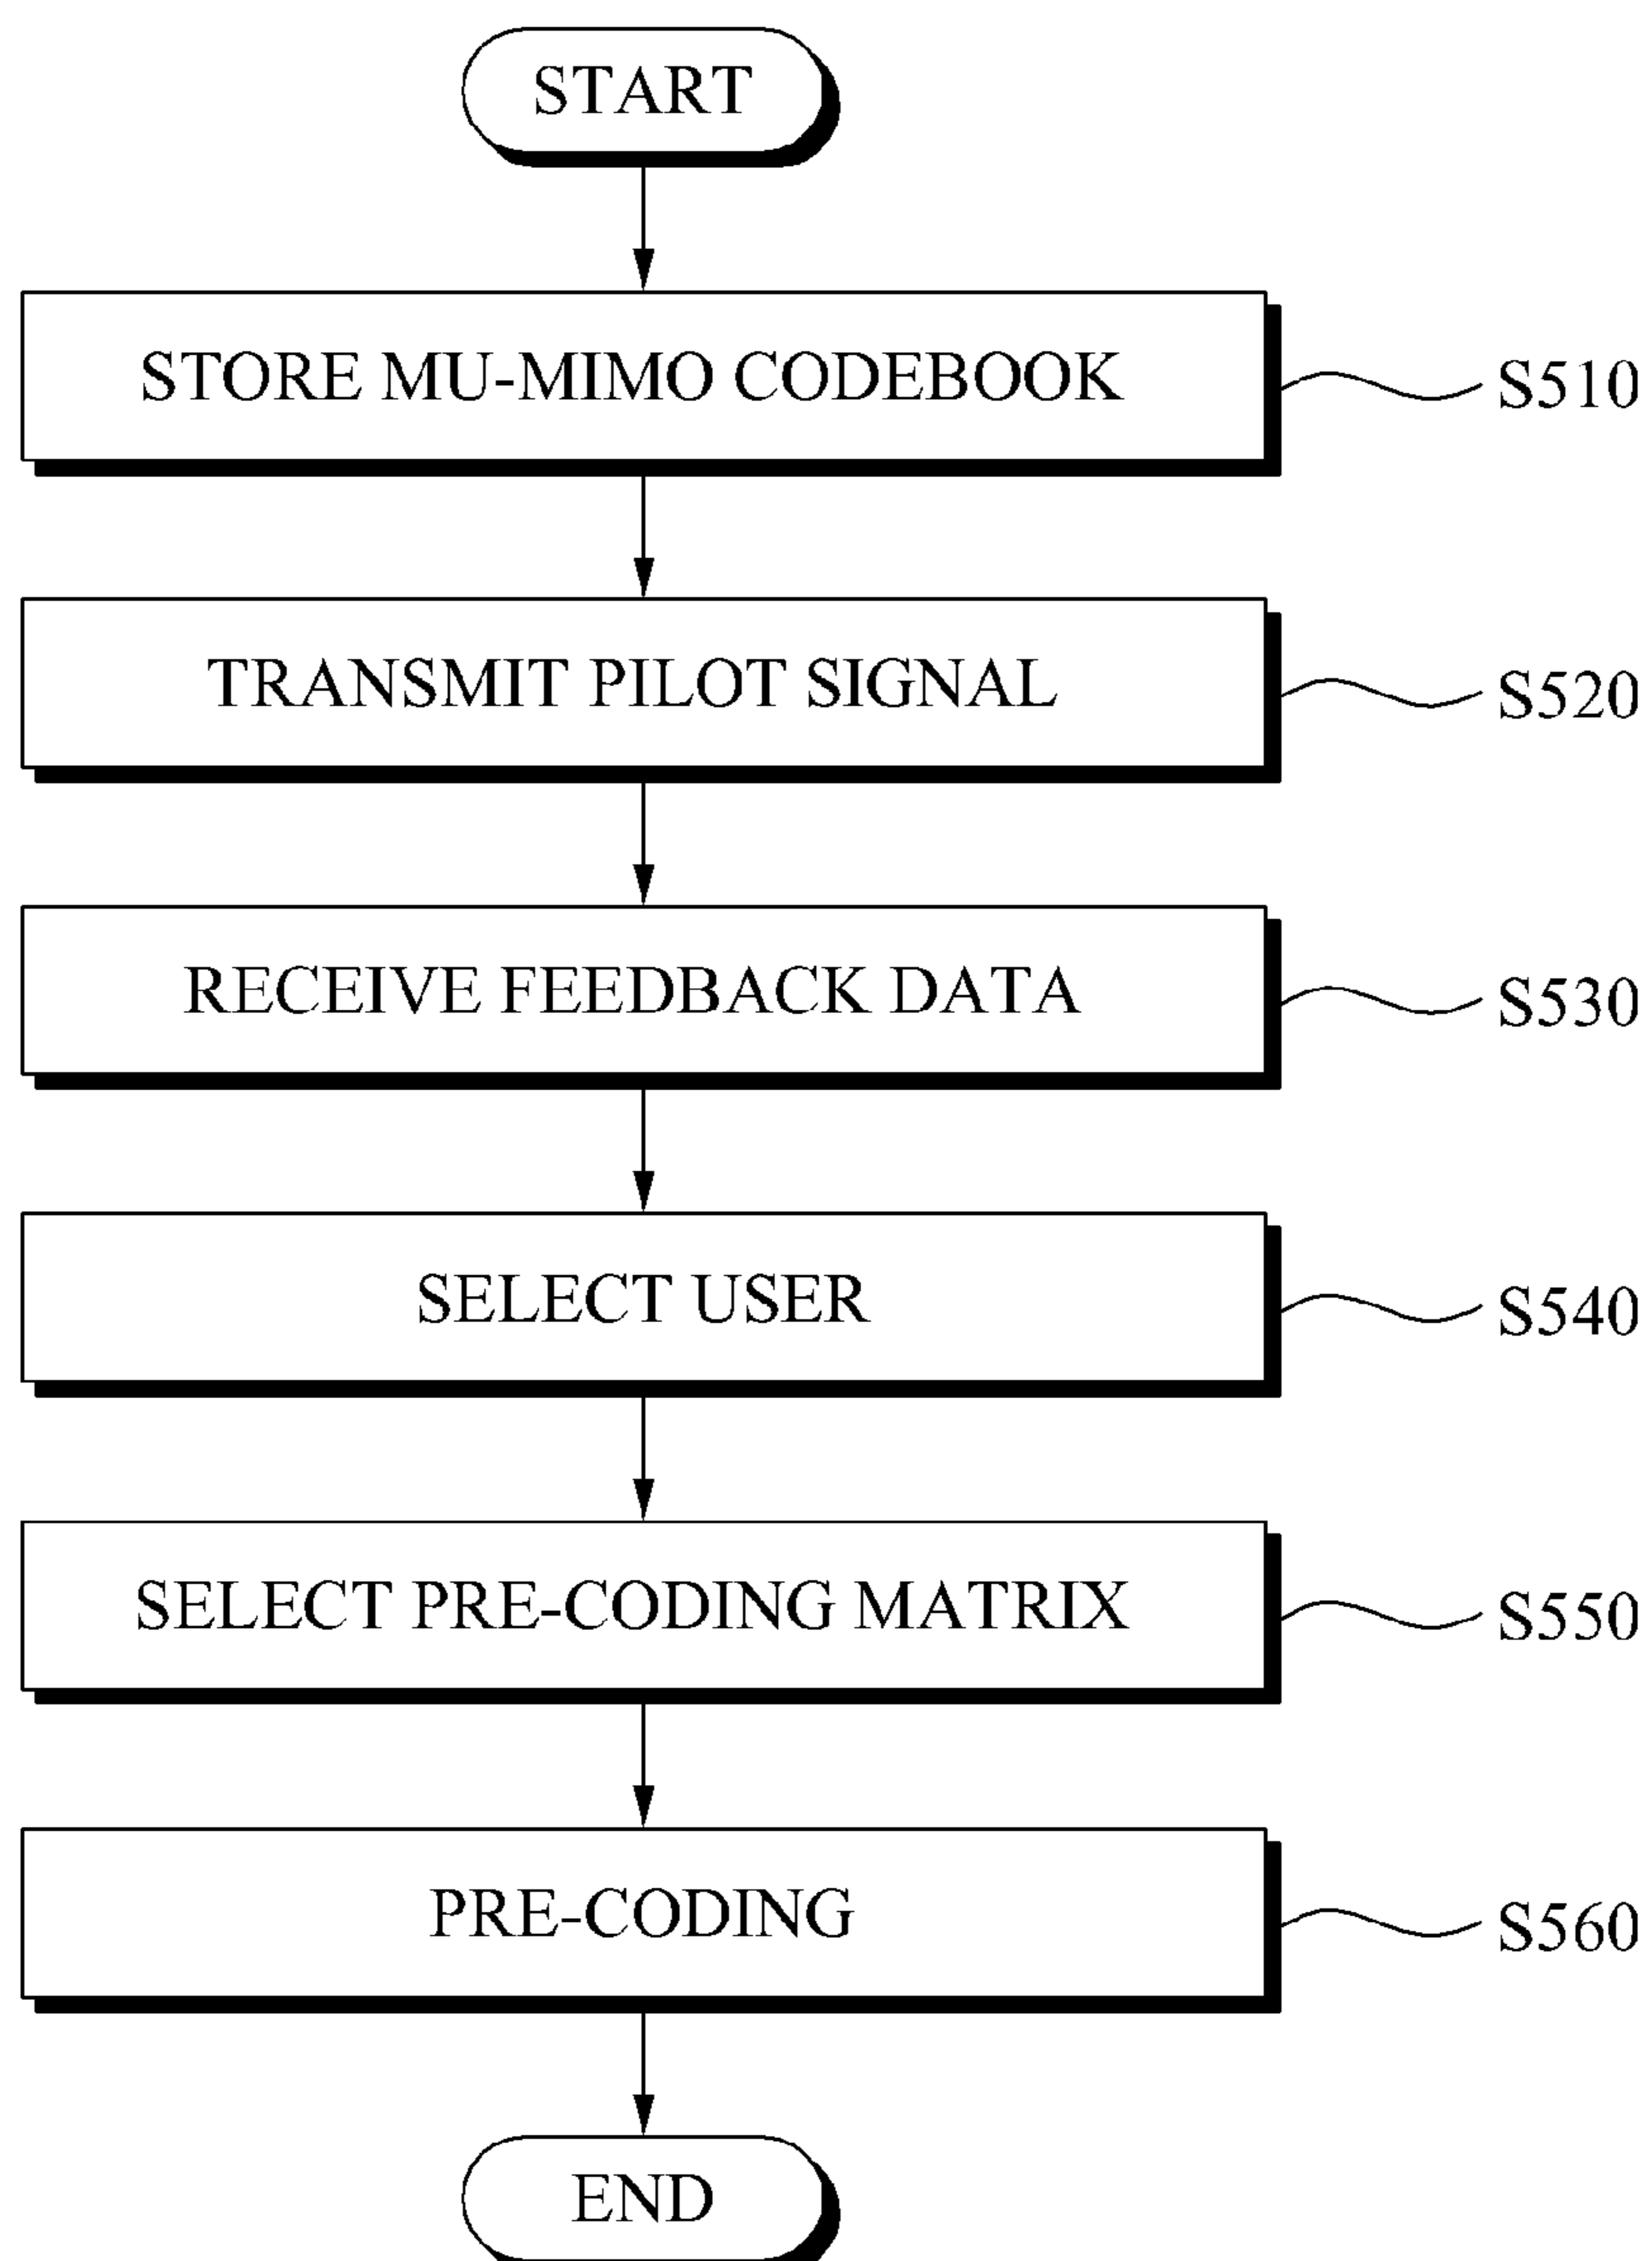 START
STORE MU-MIMO CODEBOOK
S510
TRANSMIT PILOT SIGNAL
S520
RECEIVE FEEDBACK DATA
S530
SELECT USER
S540
SELECT PRE-CODING MATRIX
S550
PRE-CODING
S560
END